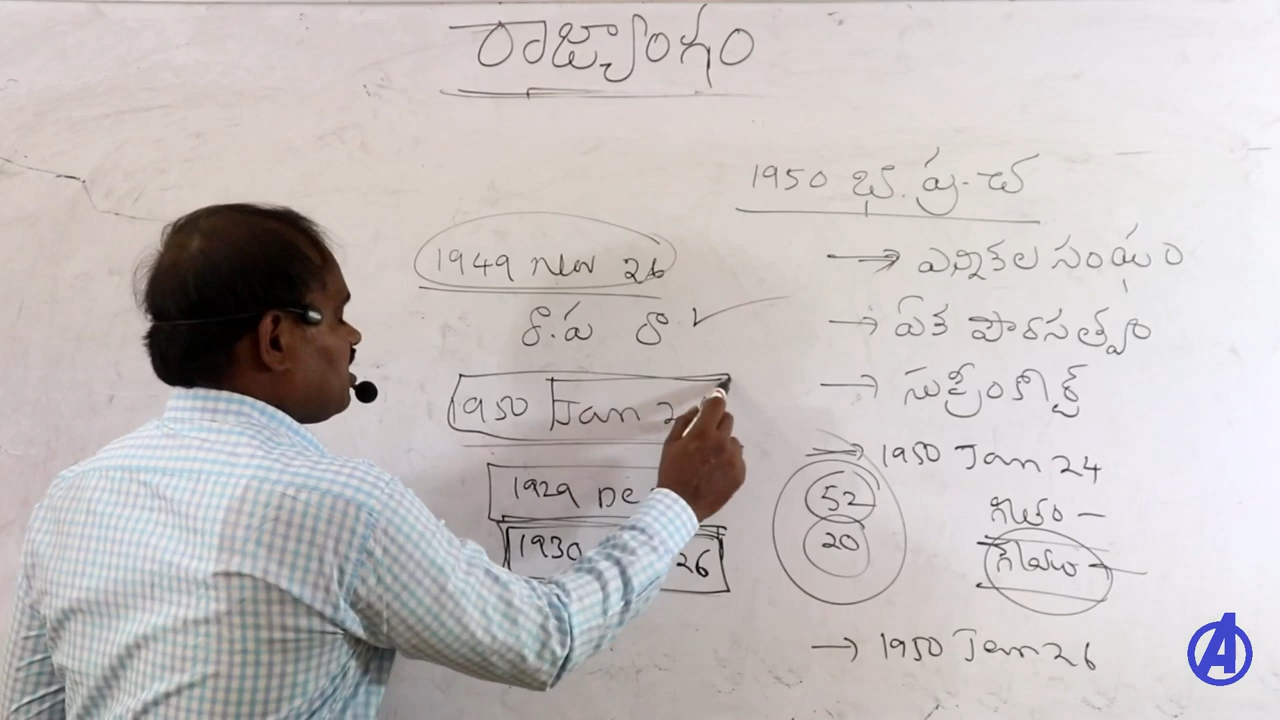 రాజ్యాంగం
1949 Nov 26
రా. ప రా ✓
1950 Jan 2
1929 De
1930 26
1950 భా. ప్ర. చ
→ ఎన్నికల సంఘం
→ ఏక పౌరసత్వం
→ సుప్రీంకోర్ట్
→ 1950 Jan 24
52
20
గీతం -
గేయం -
→ 1950 Jan 26
A